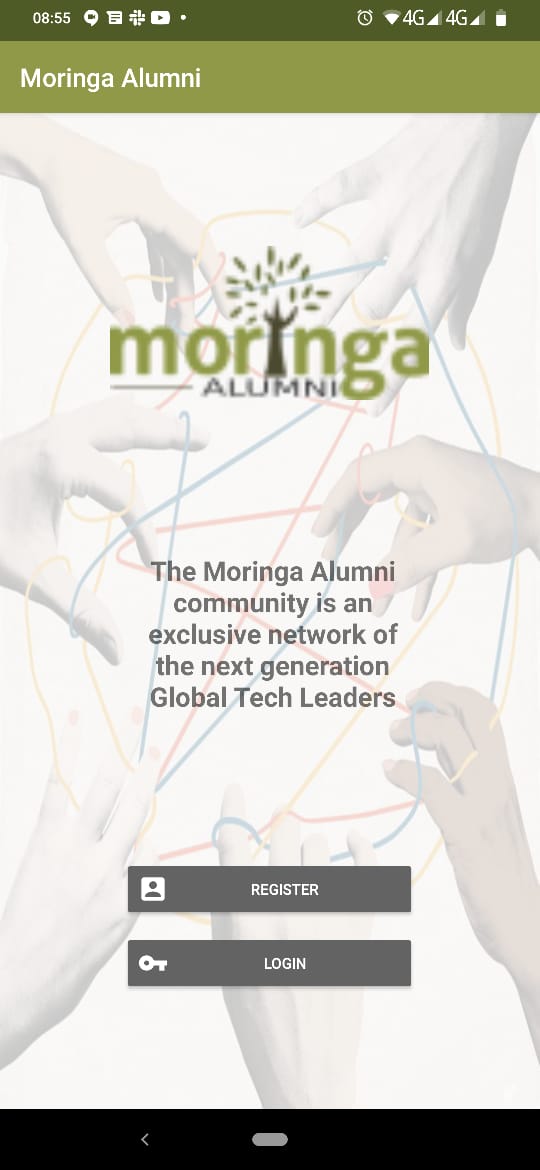 08:55 4G 4G
Moringa Alumni
moringa
ALUMNI
The Moringa Alumni
community is an
exclusive network of
the next generation
Global Tech Leaders
REGISTER
LOGIN